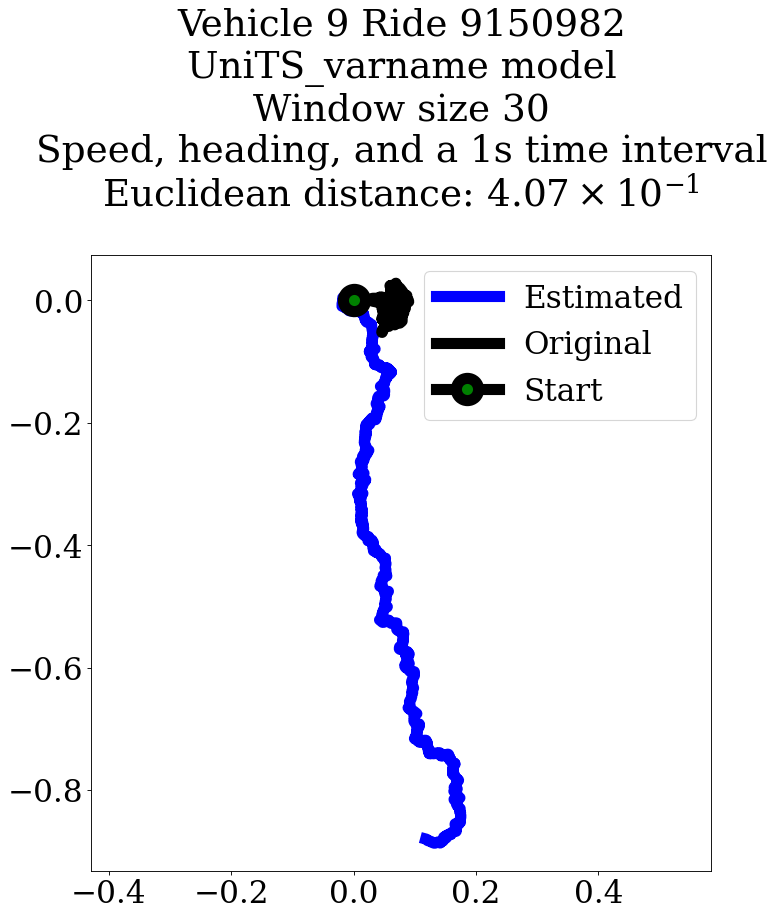 Vehicle 9 Ride 9150982
UniTS_varname model
Window size 30
Speed, heading, and a 1s time interval
Euclidean distance: 4.07 × 10⁻¹
Estimated
Original
Start
0.0
−0.2
−0.4
−0.6
−0.8
−0.4
−0.2
0.0
0.2
0.4